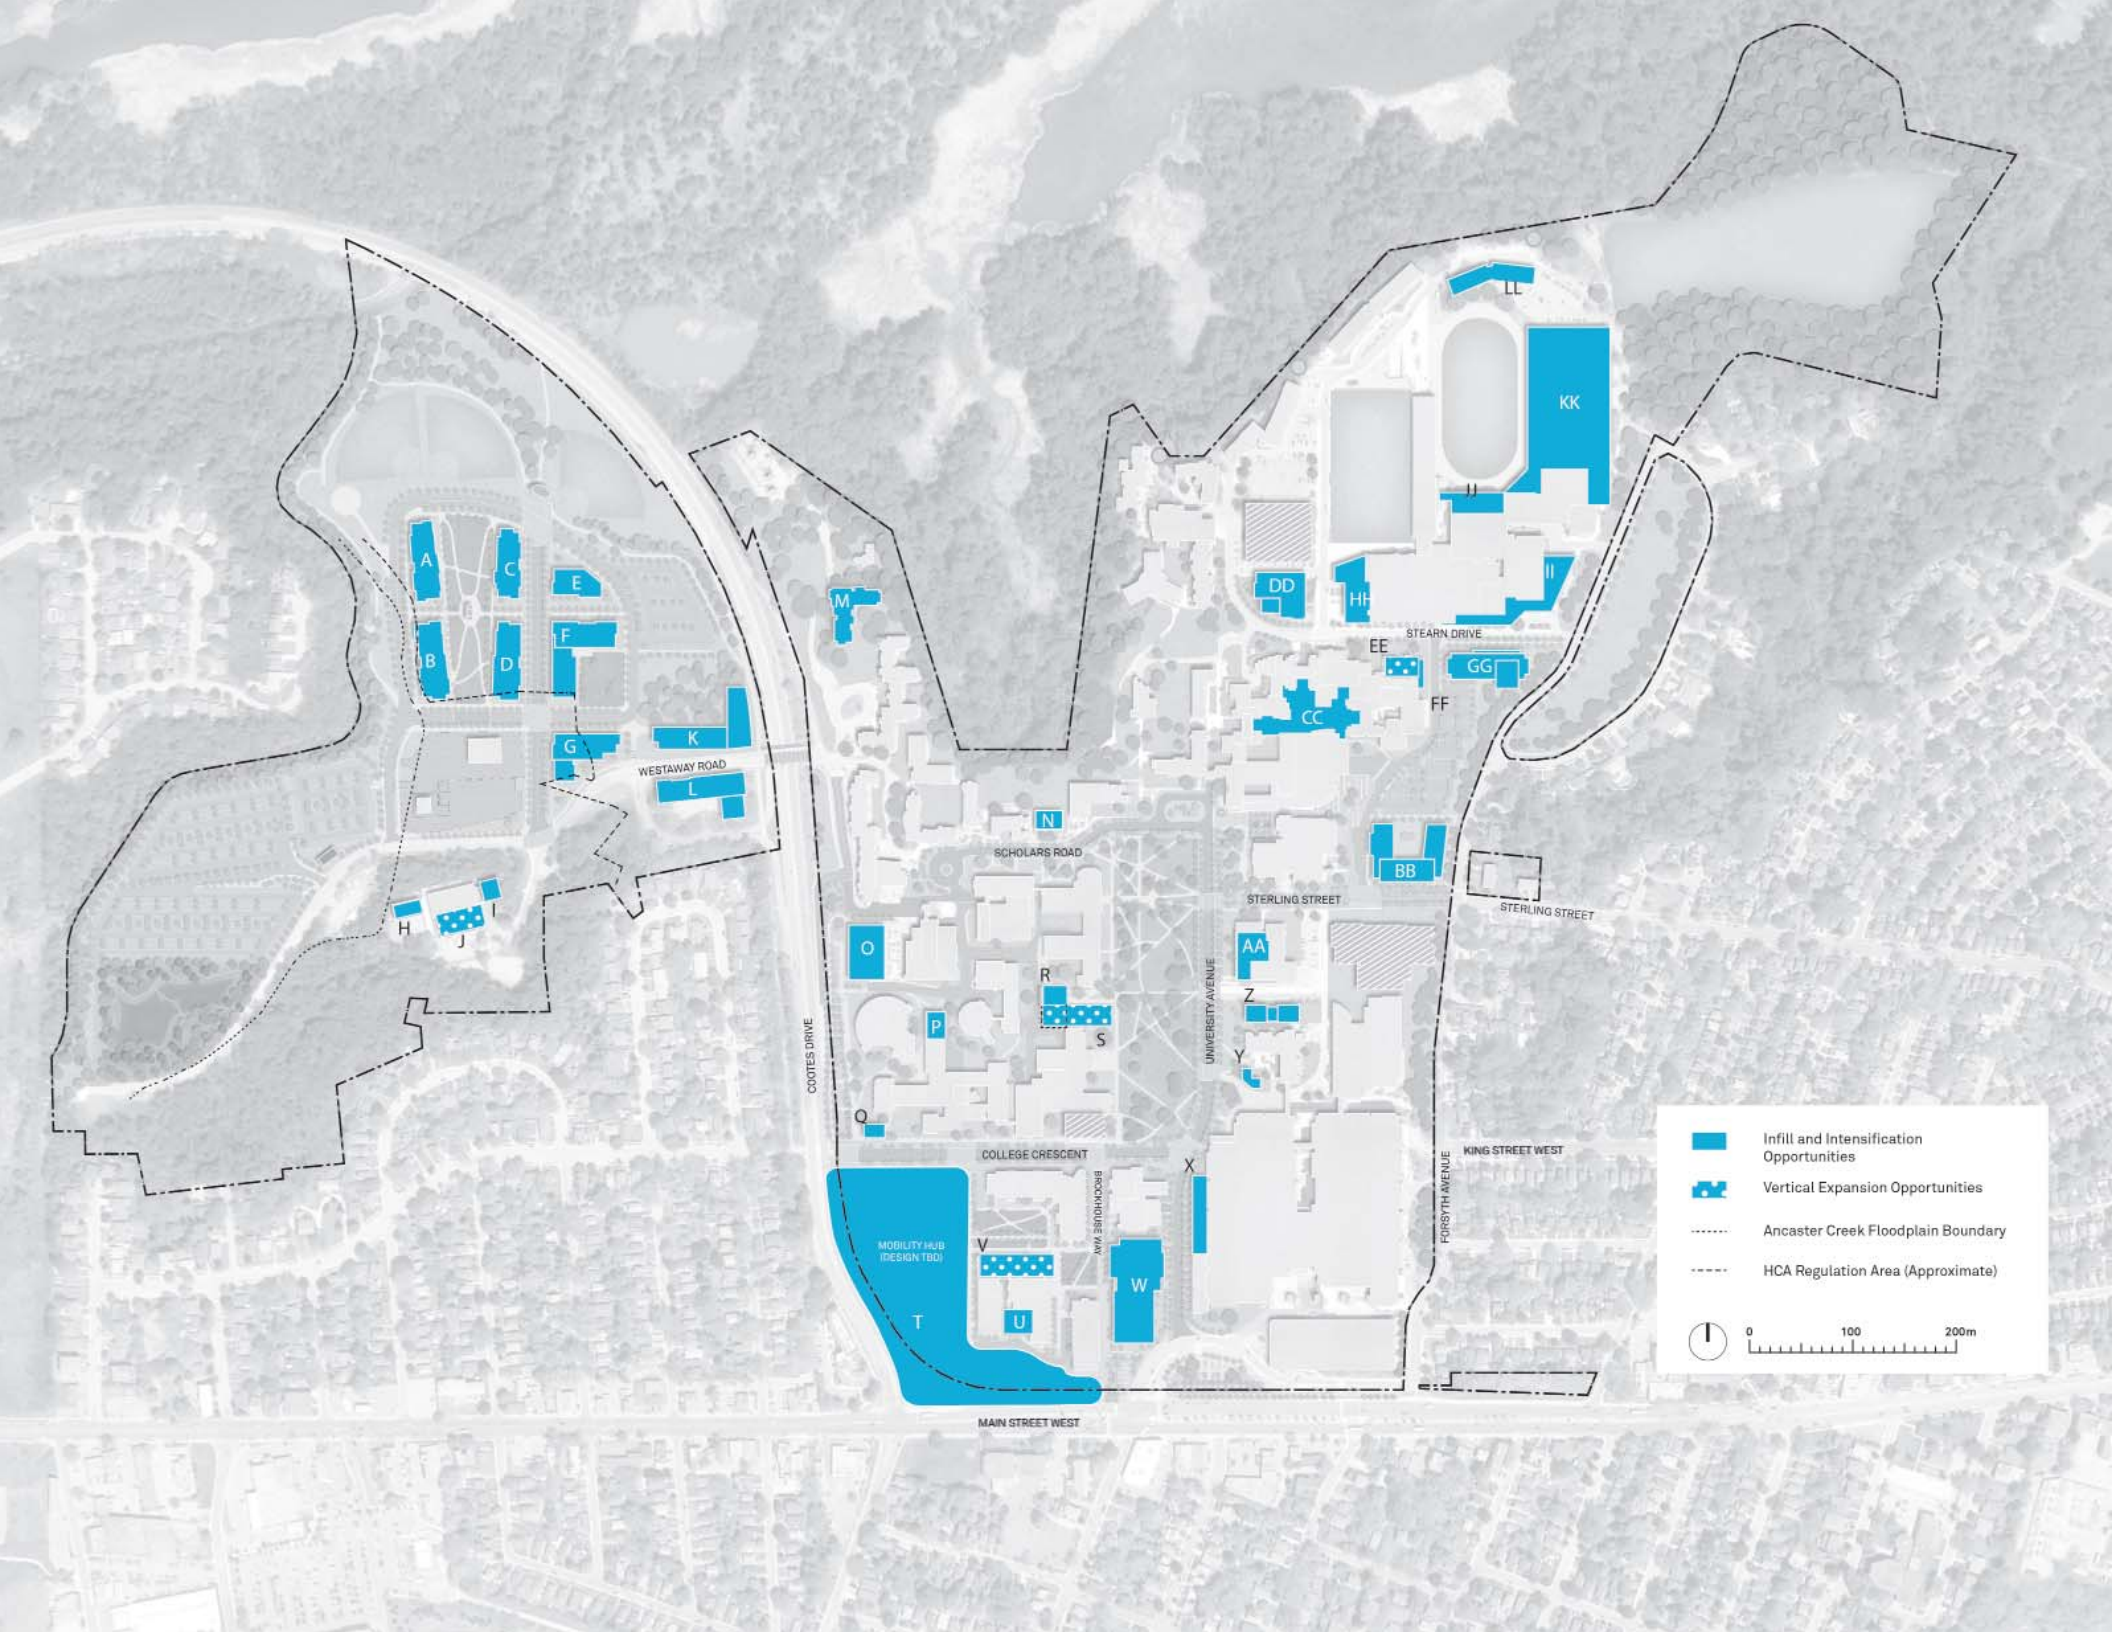 LL
KK
JJ
A
C
E
II
DD
HH
M
STEARN DRIVE
F
EE
B
D
GG
FF
CC
K
G
WESTAWAY ROAD
L
N
SCHOLARS ROAD
BB
STERLING STREET
STERLING STREET
I
H
J
O
AA
R
Z
P
S
UNIVERSITY AVENUE
COOTES DRIVE
Y
Q
COLLEGE CRESCENT
X
KING STREET WEST
BROCKHOUSE WAY
FORSYTH AVENUE
MOBILITY HUB
(DESIGN TBD)
V
W
T
U
MAIN STREET WEST
Infill and Intensification
Opportunities
Vertical Expansion Opportunities
Ancaster Creek Floodplain Boundary
HCA Regulation Area (Approximate)
0 100 200m